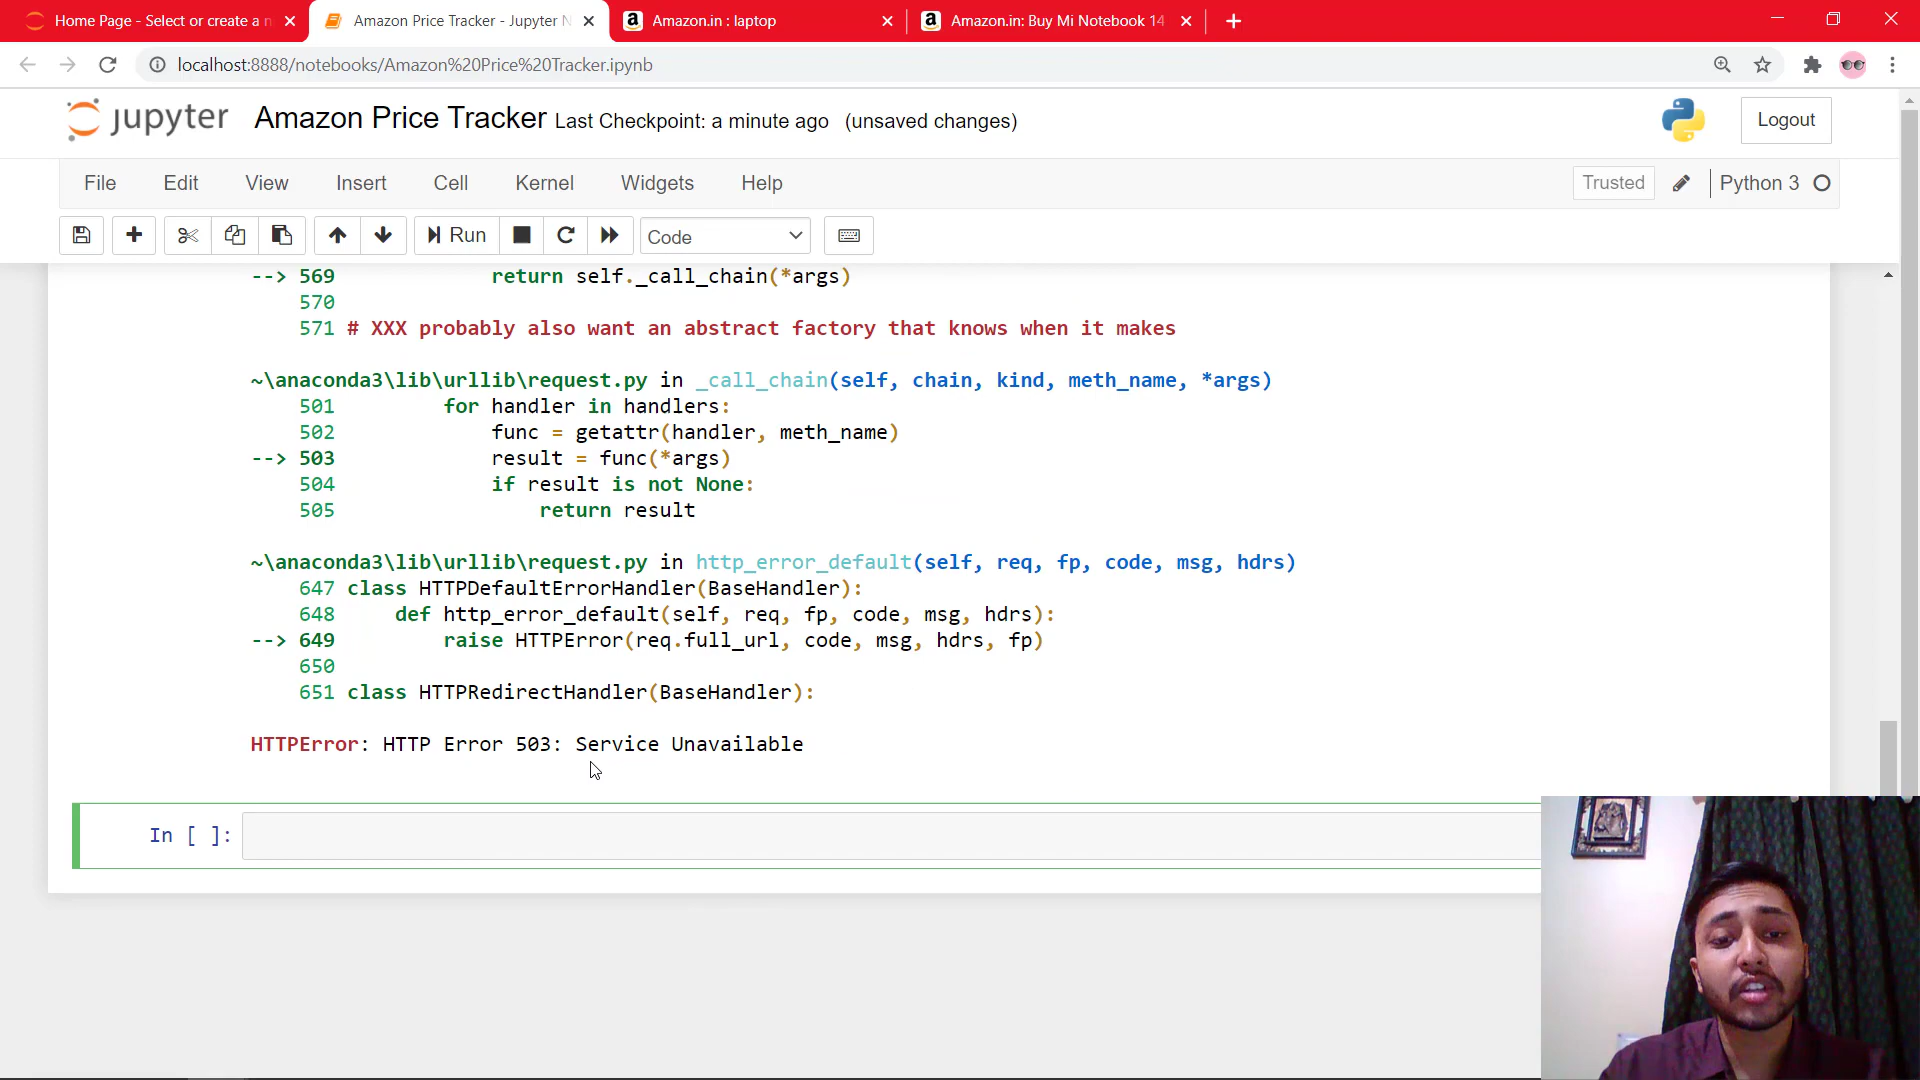 Home Page - Select or create a n
Amazon Price Tracker - Jupyter N
Amazon.in : laptop
Amazon.in: Buy Mi Notebook 14
localhost:8888/notebooks/Amazon%20Price%20Tracker.ipynb
jupyter Amazon Price Tracker Last Checkpoint: a minute ago (unsaved changes)
Logout
File Edit View Insert Cell Kernel Widgets Help
Trusted
Python 3
Run
Code
--> 569 return self._call_chain(*args)
570
571 # XXX probably also want an abstract factory that knows when it makes
~\anaconda3\lib\urllib\request.py in _call_chain(self, chain, kind, meth_name, *args)
501 for handler in handlers:
502 func = getattr(handler, meth_name)
--> 503 result = func(*args)
504 if result is not None:
505 return result
~\anaconda3\lib\urllib\request.py in http_error_default(self, req, fp, code, msg, hdrs)
647 class HTTPDefaultErrorHandler(BaseHandler):
648 def http_error_default(self, req, fp, code, msg, hdrs):
--> 649 raise HTTPError(req.full_url, code, msg, hdrs, fp)
650
651 class HTTPRedirectHandler(BaseHandler):
HTTPError: HTTP Error 503: Service Unavailable
In [ ]: